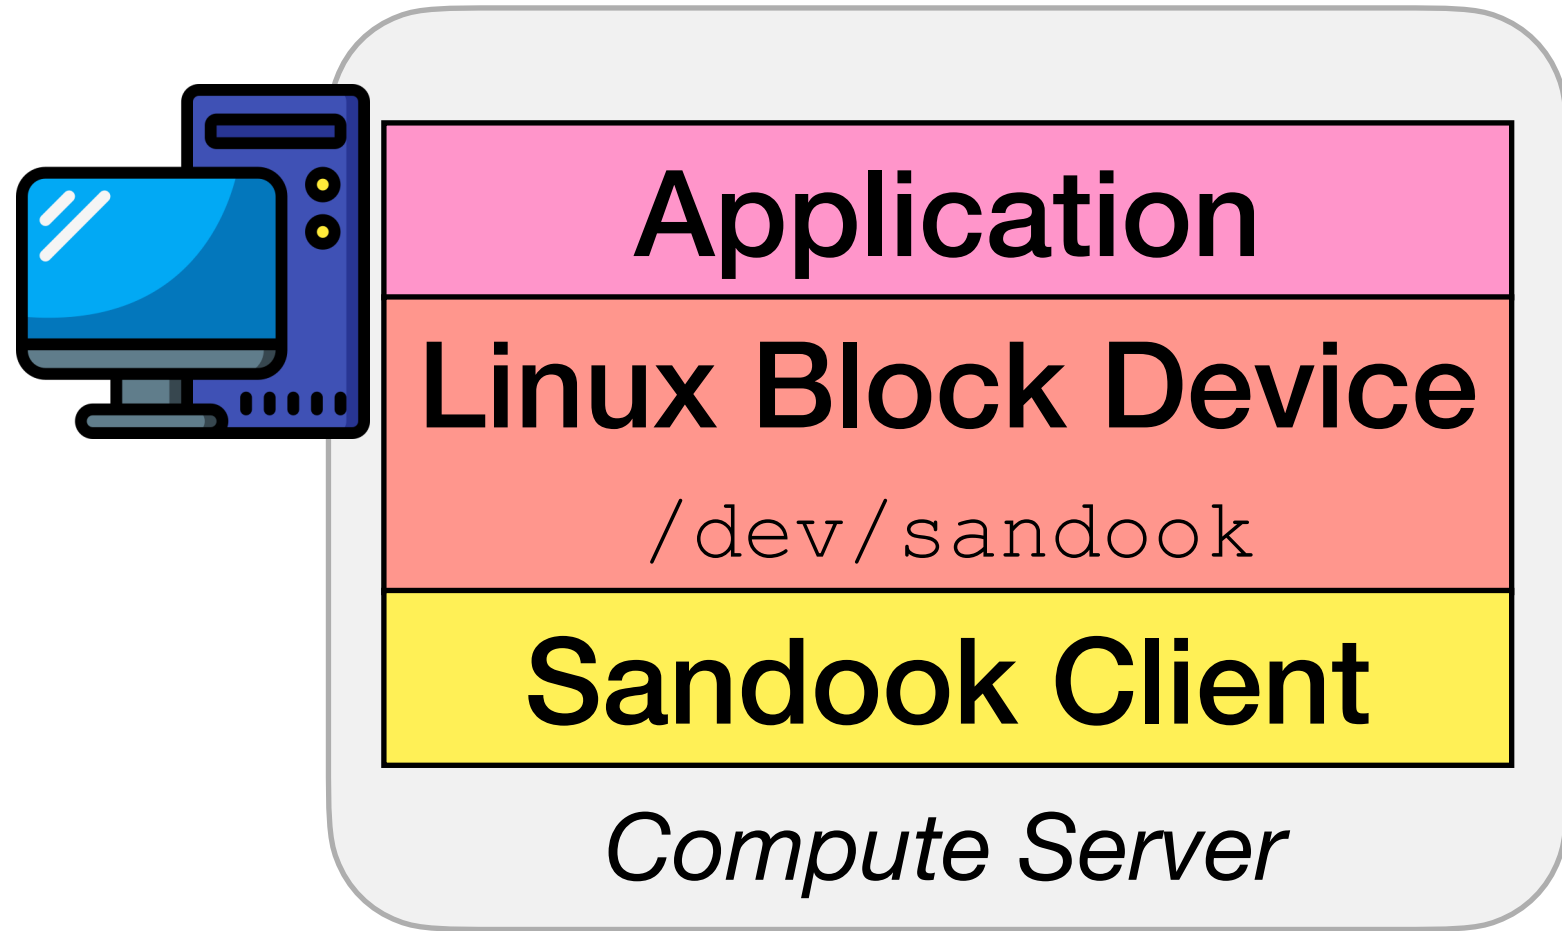 Application
Linux Block Device
/dev/sandook
Sandook Client
Compute Server